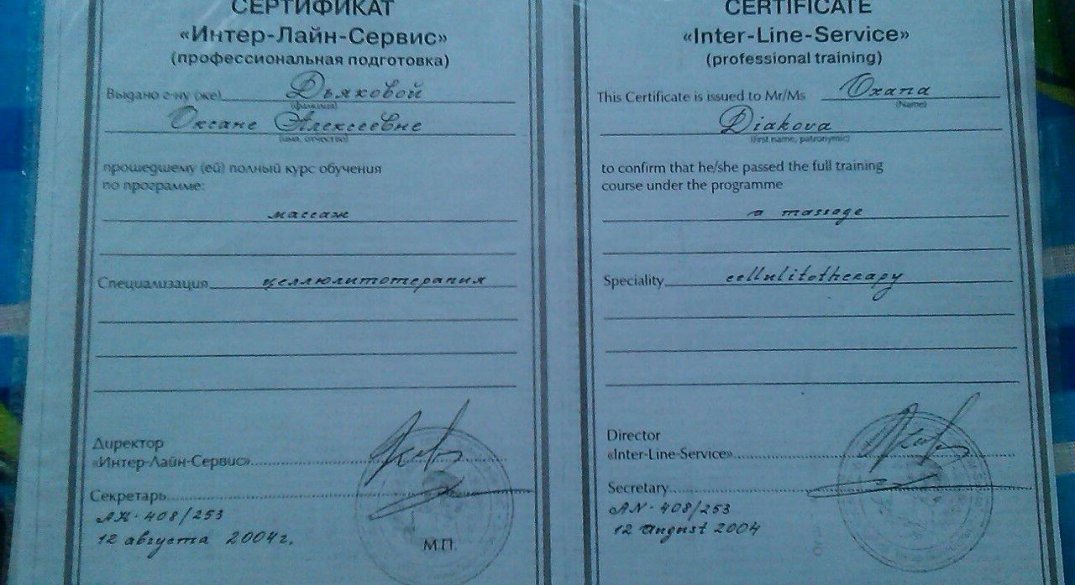 СЕРТИФИКАТ
«Интер-Лайн-Сервис»
(профессиональная подготовка)
Выдано г-ну (же) Дьяковой
(фамилия)
Оксане Алексеевне
(имя, отчество)
прошедшему (ей) полный курс обучения
по программе:
массаж
Специализация целлюлитотерапия
Директор
«Интер-Лайн-Сервис»
Секретарь
АН-408/253
12 августа 2004г.
М.П.
CERTIFICATE
«Inter-Line-Service»
(professional training)
This Certificate is issued to Mr/Ms Oxana
(Name)
Diakova
(first name, patronymic)
to confirm that he/she passed the full training
course under the programme
a massage
Speciality cellulitotherapy
Director
«Inter-Line-Service»
Secretary
AN-408/253
12 august 2004